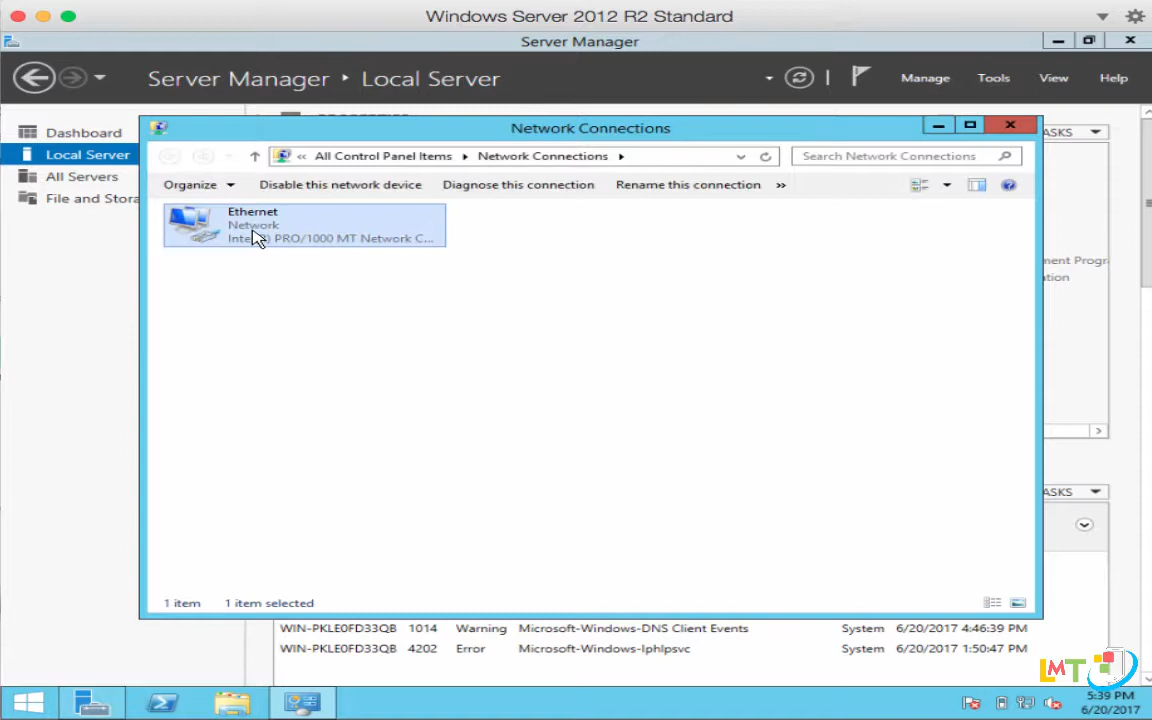 Windows Server 2012 R2 Standard
Server Manager
Server Manager ‣ Local Server
Manage
Tools
View
Help
Dashboard
Local Server
All Servers
File and Stora
Network Connections
« All Control Panel Items
Network Connections
Search Network Connections
Organize
Disable this network device
Diagnose this connection
Rename this connection
»
Ethernet
Network
PRO/1000 MT Network C...
1 item
1 item selected
ASKS
ment Progr
ation
ASKS
WIN-PKLE0FD33QB 1014 Warning Microsoft-Windows-DNS Client Events System 6/20/2017 4:46:39 PM
WIN-PKLE0FD33QB 4202 Error Microsoft-Windows-Iphlpsvc System 6/20/2017 1:50:47 PM
LMT
5:39 PM
6/20/2017